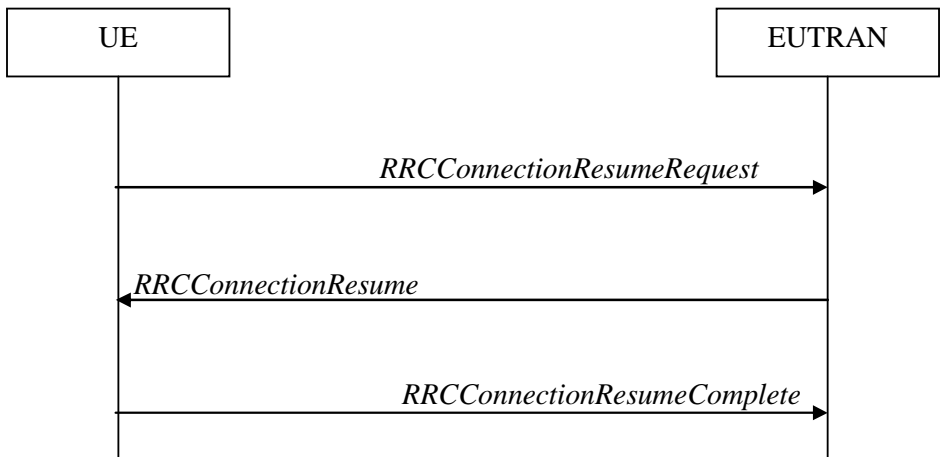 UE
EUTRAN
RRCConnectionResumeRequest
RRCConnectionResume
RRCConnectionResumeComplete